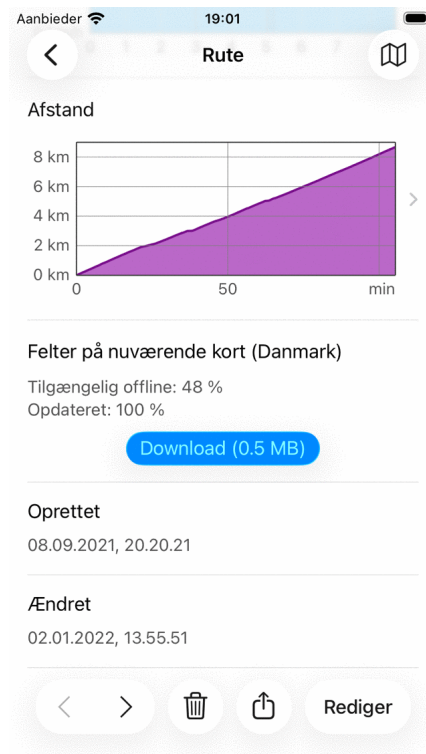 Aanbieder 19:01
Rute
Afstand
8 km
6 km
4 km
2 km
0 km
0 50 min
Felter på nuværende kort (Danmark)
Tilgængelig offline: 48 %
Opdateret: 100 %
Download (0.5 MB)
Oprettet
08.09.2021, 20.20.21
Ændret
02.01.2022, 13.55.51
Rediger